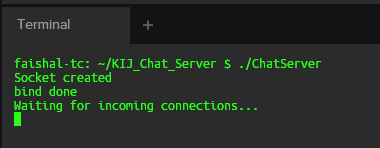 Terminal +
faishal-tc: ~/KIJ_Chat_Server $ ./ChatServer
Socket created
bind done
Waiting for incoming connections...